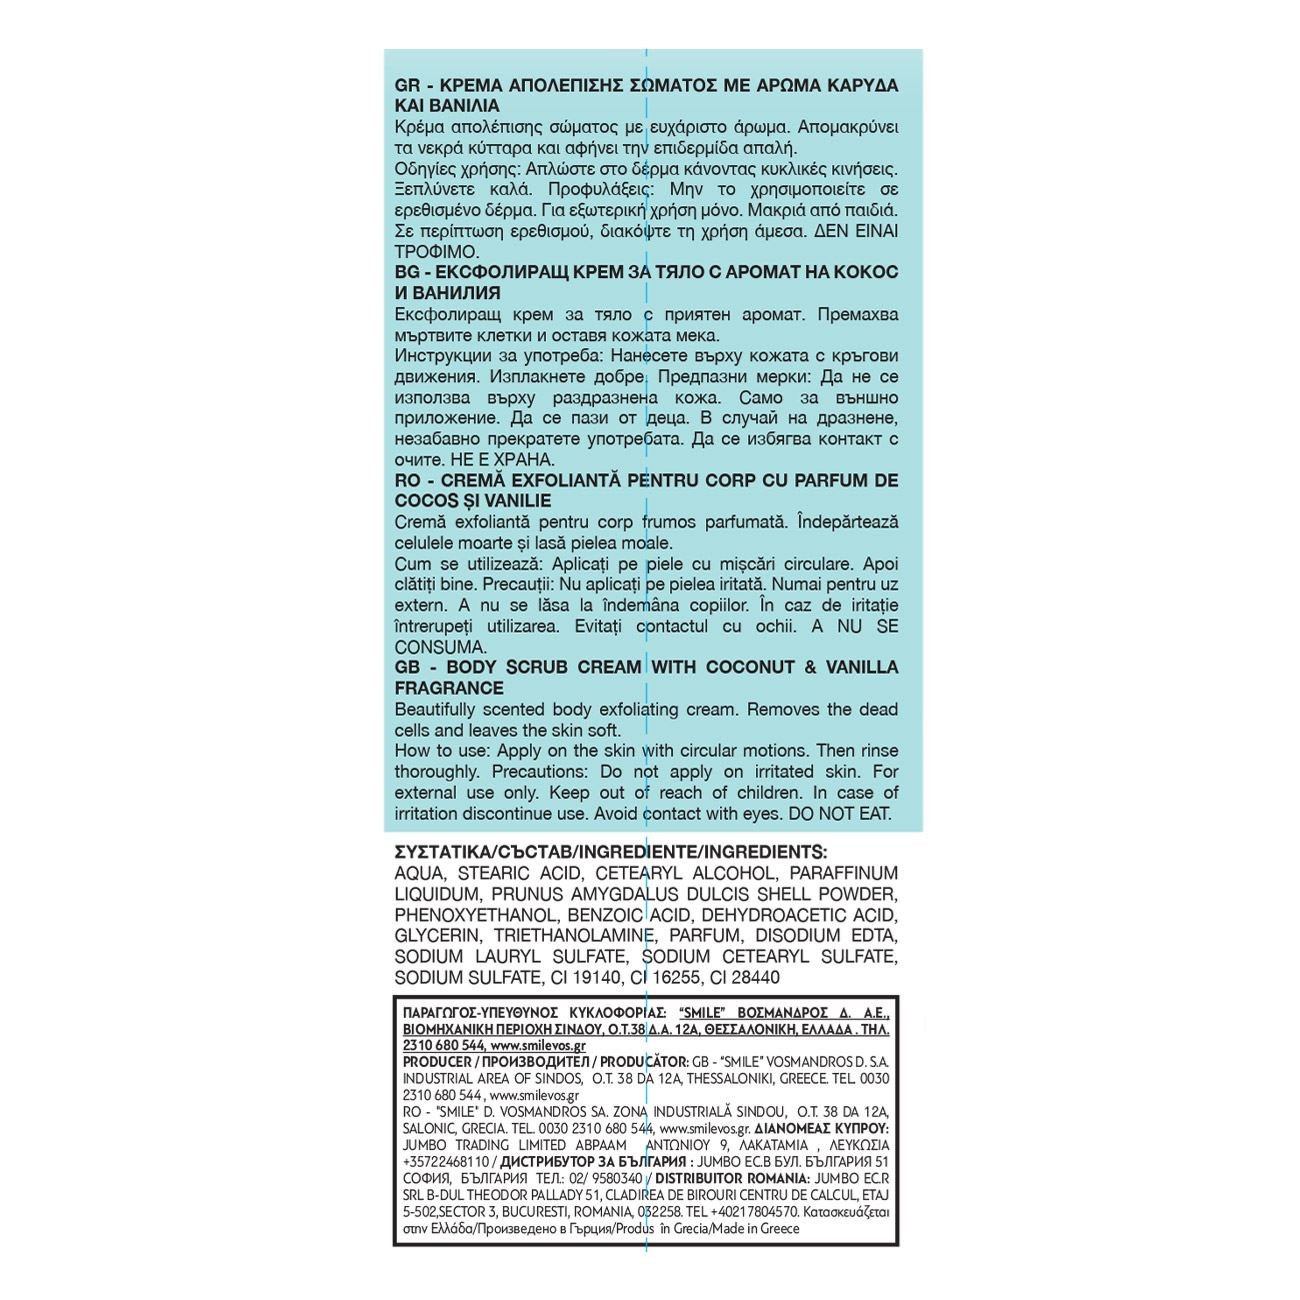 GR - ΚΡΕΜΑ ΑΠΟΛΕΠΙΣΗΣ ΣΩΜΑΤΟΣ ΜΕ ΑΡΩΜΑ ΚΑΡΥΔΑ
ΚΑΙ ΒΑΝΙΛΙΑ
Κρέμα απολέπισης σώματος με ευχάριστο άρωμα. Απομακρύνει
τα νεκρά κύτταρα και αφήνει την επιδερμίδα απαλή.
Οδηγίες χρήσης: Απλώστε στο δέρμα κάνοντας κυκλικές κινήσεις.
Ξεπλύνετε καλά. Προφυλάξεις: Μην το χρησιμοποιείτε σε
ερεθισμένο δέρμα. Για εξωτερική χρήση μόνο. Μακριά από παιδιά.
Σε περίπτωση ερεθισμού, διακόψτε τη χρήση άμεσα. ΔΕΝ ΕΙΝΑΙ
ΤΡΟΦΙΜΟ.
BG - ЕКСФОЛИРАЩ КРЕМ ЗА ТЯЛО С АРОМАТ НА КОКОС
И ВАНИЛИЯ
Ексфолиращ крем за тяло с приятен аромат. Премахва
мъртвите клетки и оставя кожата мека.
Инструкции за употреба: Нанесете върху кожата с кръгови
движения. Изплакнете добре. Предпазни мерки: Да не се
използва върху раздразнена кожа. Само за външно
приложение. Да се пази от деца. В случай на дразнене,
незабавно прекратете употребата. Да се избягва контакт с
очите. НЕ Е ХРАНА.
RO - CREMĂ EXFOLIANTĂ PENTRU CORP CU PARFUM DE
COCOS ȘI VANILIE
Cremă exfoliantă pentru corp frumos parfumată. Îndepărtează
celulele moarte și lasă pielea moale.
Cum se utilizează: Aplicați pe piele cu mișcări circulare. Apoi
clătiți bine. Precauții: Nu aplicați pe pielea iritată. Numai pentru uz
extern. A nu se lăsa la îndemâna copiilor. În caz de iritație
întrerupeți utilizarea. Evitați contactul cu ochii. A NU SE
CONSUMA.
GB - BODY SCRUB CREAM WITH COCONUT & VANILLA
FRAGRANCE
Beautifully scented body exfoliating cream. Removes the dead
cells and leaves the skin soft.
How to use: Apply on the skin with circular motions. Then rinse
thoroughly. Precautions: Do not apply on irritated skin. For
external use only. Keep out of reach of children. In case of
irritation discontinue use. Avoid contact with eyes. DO NOT EAT.
ΣΥΣΤΑΤΙΚΑ/СЪСТАВ/INGREDIENTE/INGREDIENTS:
AQUA, STEARIC ACID, CETEARYL ALCOHOL, PARAFFINUM
LIQUIDUM, PRUNUS AMYGDALUS DULCIS SHELL POWDER,
PHENOXYETHANOL, BENZOIC ACID, DEHYDROACETIC ACID,
GLYCERIN, TRIETHANOLAMINE, PARFUM, DISODIUM EDTA,
SODIUM LAURYL SULFATE, SODIUM CETEARYL SULFATE,
SODIUM SULFATE, CI 19140, CI 16255, CI 28440
ΠΑΡΑΓΩΓΟΣ-ΥΠΕΥΘΥΝΟΣ ΚΥΚΛΟΦΟΡΙΑΣ: “SMILE” ΒΟΣΜΑΝΔΡΟΣ Δ. Α.Ε.,
ΒΙΟΜΗΧΑΝΙΚΗ ΠΕΡΙΟΧΗ ΣΙΝΔΟΥ, Ο.Τ.38 Δ.Α. 12Α, ΘΕΣΣΑΛΟΝΙΚΗ, ΕΛΛΑΔΑ . ΤΗΛ.
2310 680 544, www.smilevos.gr
PRODUCER / ПРОИЗВОДИТЕЛ / PRODUCĂTOR: GB - “SMILE” VOSMANDROS D. S.A.
INDUSTRIAL AREA OF SINDOS, O.T. 38 DA 12A, THESSALONIKI, GREECE. TEL. 0030
2310 680 544 , www.smilevos.gr
RO - "SMILE" D. VOSMANDROS SA. ZONA INDUSTRIALĂ SINDOU, O.T. 38 DA 12A,
SALONIC, GRECIA. TEL. 0030 2310 680 544, www.smilevos.gr. ΔΙΑΝΟΜΕΑΣ ΚΥΠΡΟΥ:
JUMBO TRADING LIMITED ΑΒΡΑΑΜ ΑΝΤΩΝΙΟΥ 9, ΛΑΚΑΤΑΜΙΑ , ΛΕΥΚΩΣΙΑ
+35722468110 / ДИСТРИБУТОР ЗА БЪЛГАРИЯ : JUMBO EC.B БУЛ. БЪЛГАРИЯ 51
СОФИЯ, БЪЛГАРИЯ ТЕЛ.: 02/ 9580340 / DISTRIBUITOR ROMANIA: JUMBO EC.R
SRL B-DUL THEODOR PALLADY 51, CLADIREA DE BIROURI CENTRU DE CALCUL, ETAJ
5-502,SECTOR 3, BUCURESTI, ROMANIA, 032258. TEL +40217804570. Κατασκευάζεται
στην Ελλάδα/Произведено в Гърция/Produs în Grecia/Made in Greece